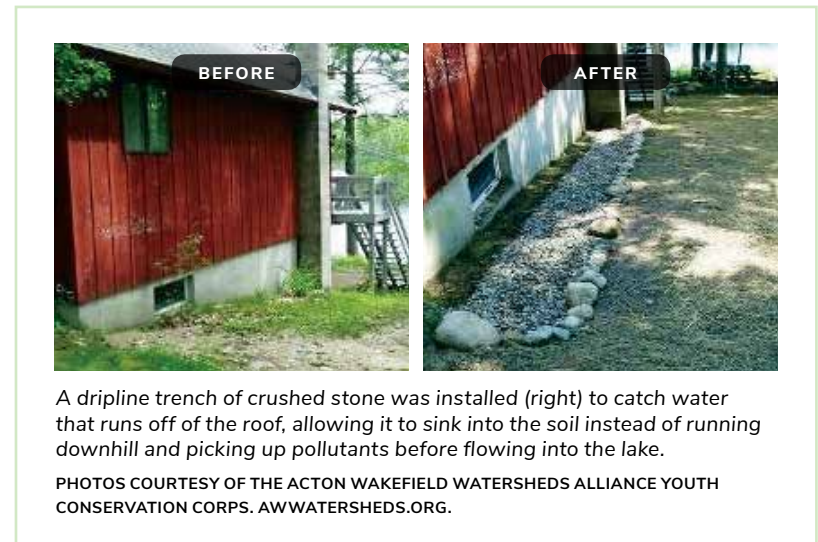 BEFORE
AFTER
A dripline trench of crushed stone was installed (right) to catch water
that runs off of the roof, allowing it to sink into the soil instead of running
downhill and picking up pollutants before flowing into the lake.
PHOTOS COURTESY OF THE ACTON WAKEFIELD WATERSHEDS ALLIANCE YOUTH
CONSERVATION CORPS. AWWATERSHEDS.ORG.